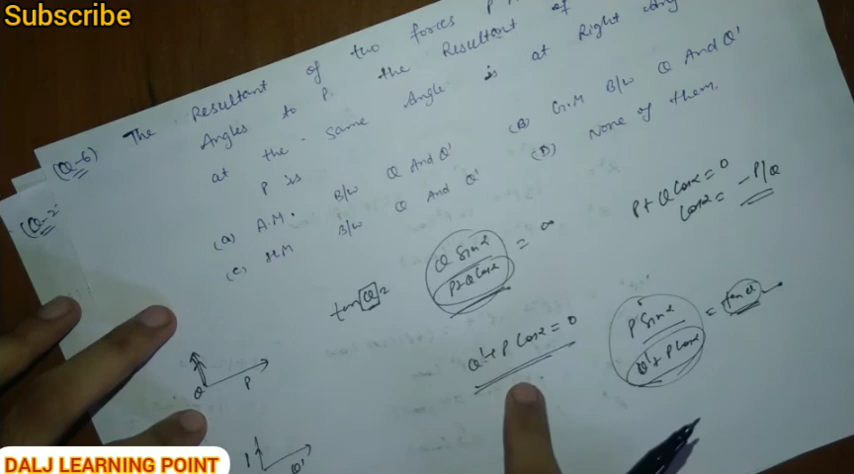 Subscribe
(Q-6) The Resultant of two forces P
Angles to P. the Resultant of
at the same Angle is at Right Ang
P is
(a) A.M. B/w Q And Q' (B) G.M B/w Q And Q'
(c) H.M B/w Q And Q' (D) None of them.
(Q-2
P+Q Cosα = 0
Cosα = -P/Q
Q Sinα
P+Q Cosα
= ∞
Q'+P Cosα = 0
P Sinα
Q'+P Cosα
= tan
Q P
Q'
DALJ LEARNING POINT